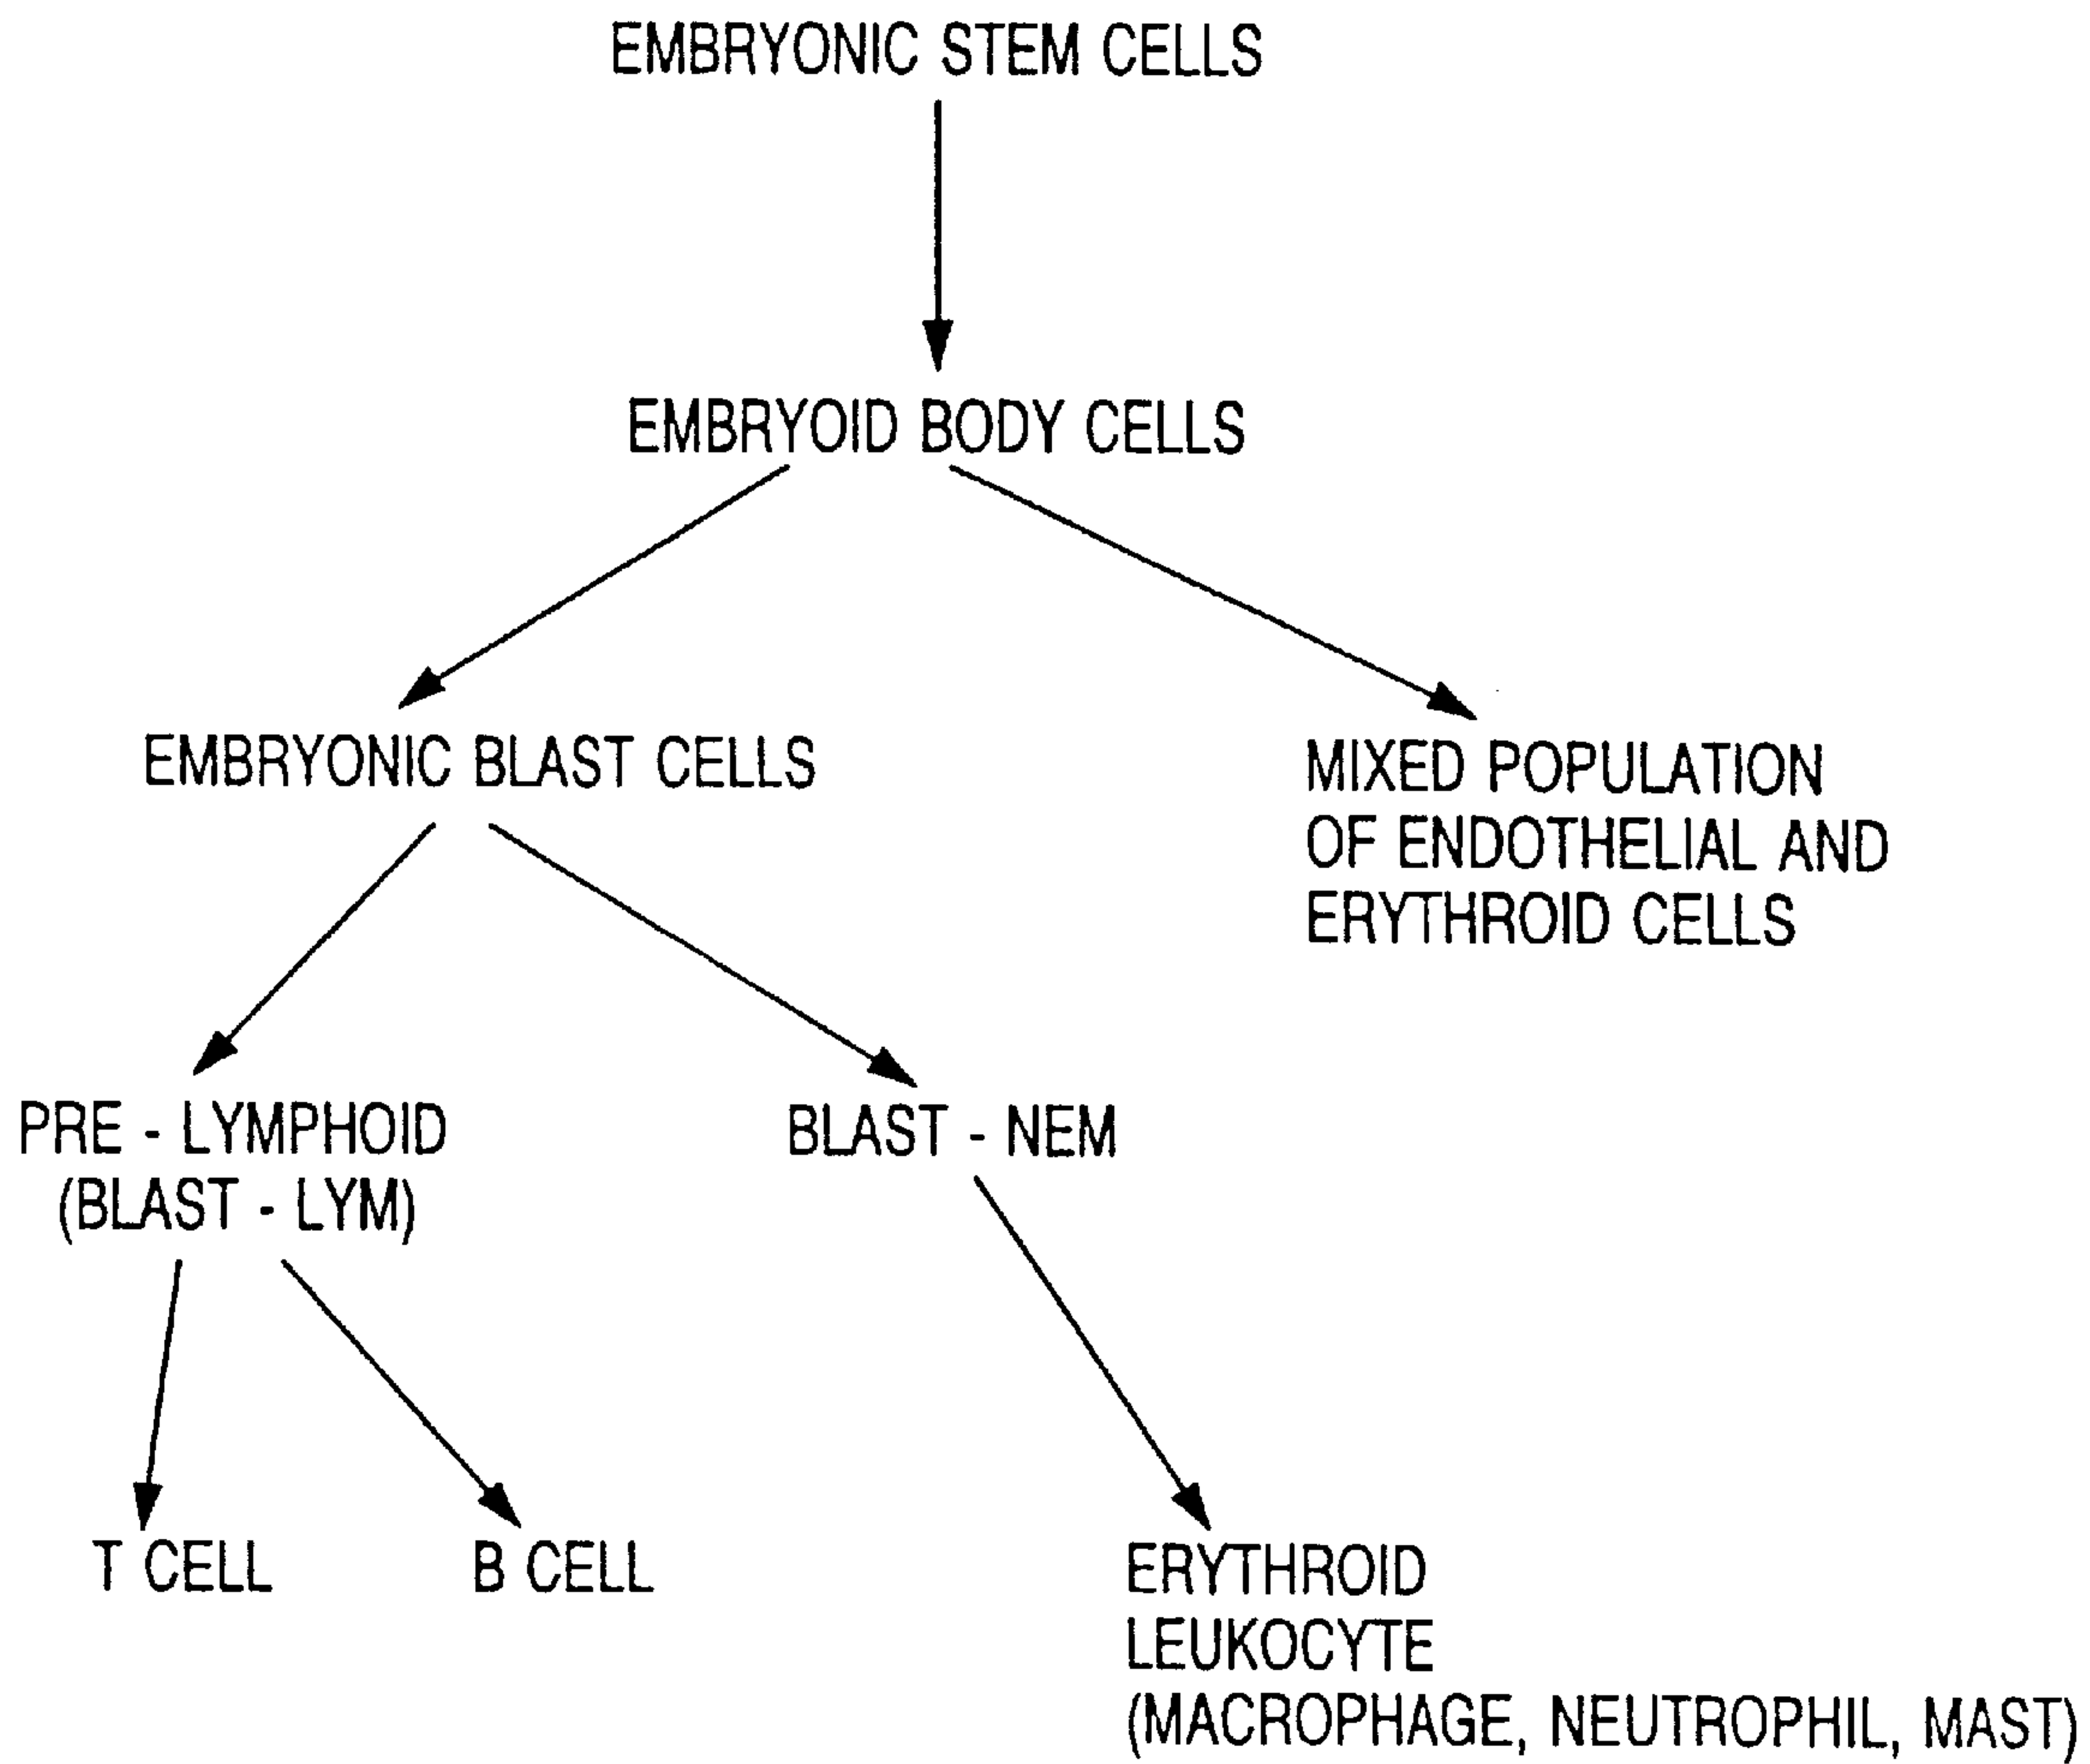 EMBRYONIC STEM CELLS
EMBRYOID BODY CELLS
EMBRYONIC BLAST CELLS
MIXED POPULATION
OF ENDOTHELIAL AND
ERYTHROID CELLS
PRE - LYMPHOID
(BLAST - LYM)
BLAST - NEM
T CELL
B CELL
ERYTHROID
LEUKOCYTE
(MACROPHAGE, NEUTROPHIL, MAST)